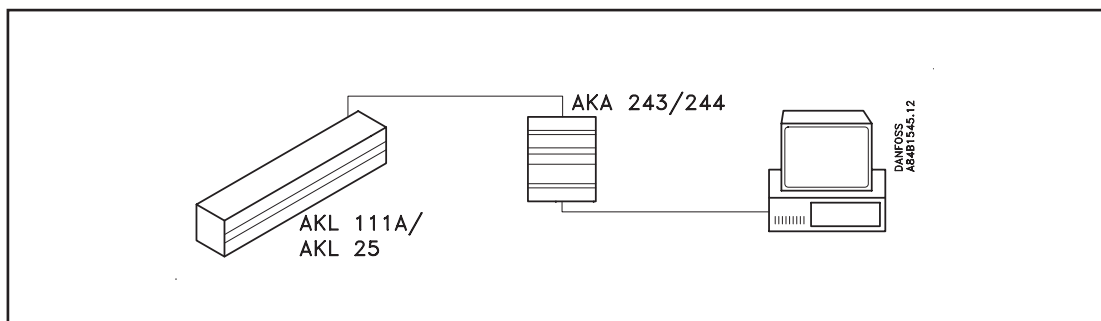 AKA 243/244
AKL 111A/
AKL 25
DANFOSS
A84B1545.12